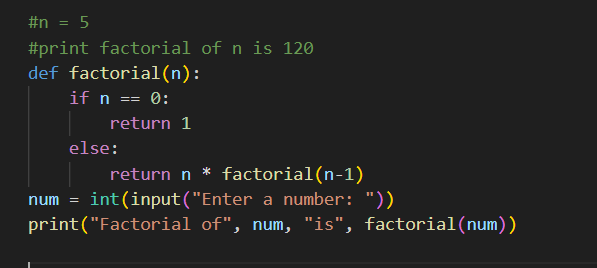 #n = 5
#print factorial of n is 120
def factorial(n):
    if n == 0:
        return 1
    else:
        return n * factorial(n-1)
num = int(input("Enter a number: "))
print("Factorial of", num, "is", factorial(num))